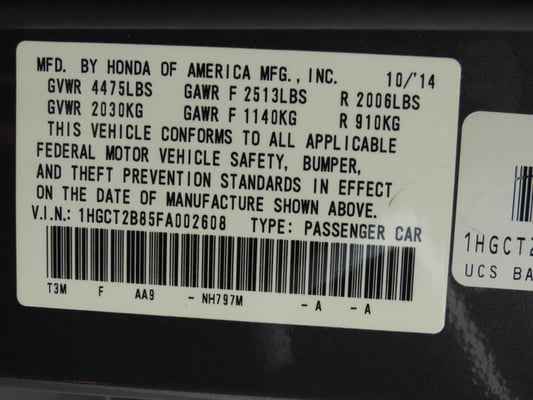 MFD. BY HONDA OF AMERICA MFG., INC. 10/'14
GVWR 4475LBS GAWR F 2513LBS R 2006LBS
GVWR 2030KG GAWR F 1140KG R 910KG
THIS VEHICLE CONFORMS TO ALL APPLICABLE
FEDERAL MOTOR VEHICLE SAFETY, BUMPER,
AND THEFT PREVENTION STANDARDS IN EFFECT
ON THE DATE OF MANUFACTURE SHOWN ABOVE.
V.I.N.: 1HGCT2B85FA002608 TYPE: PASSENGER CAR
T3M F AA9 - NH797M - A - A
1HGCT2
UCS BA